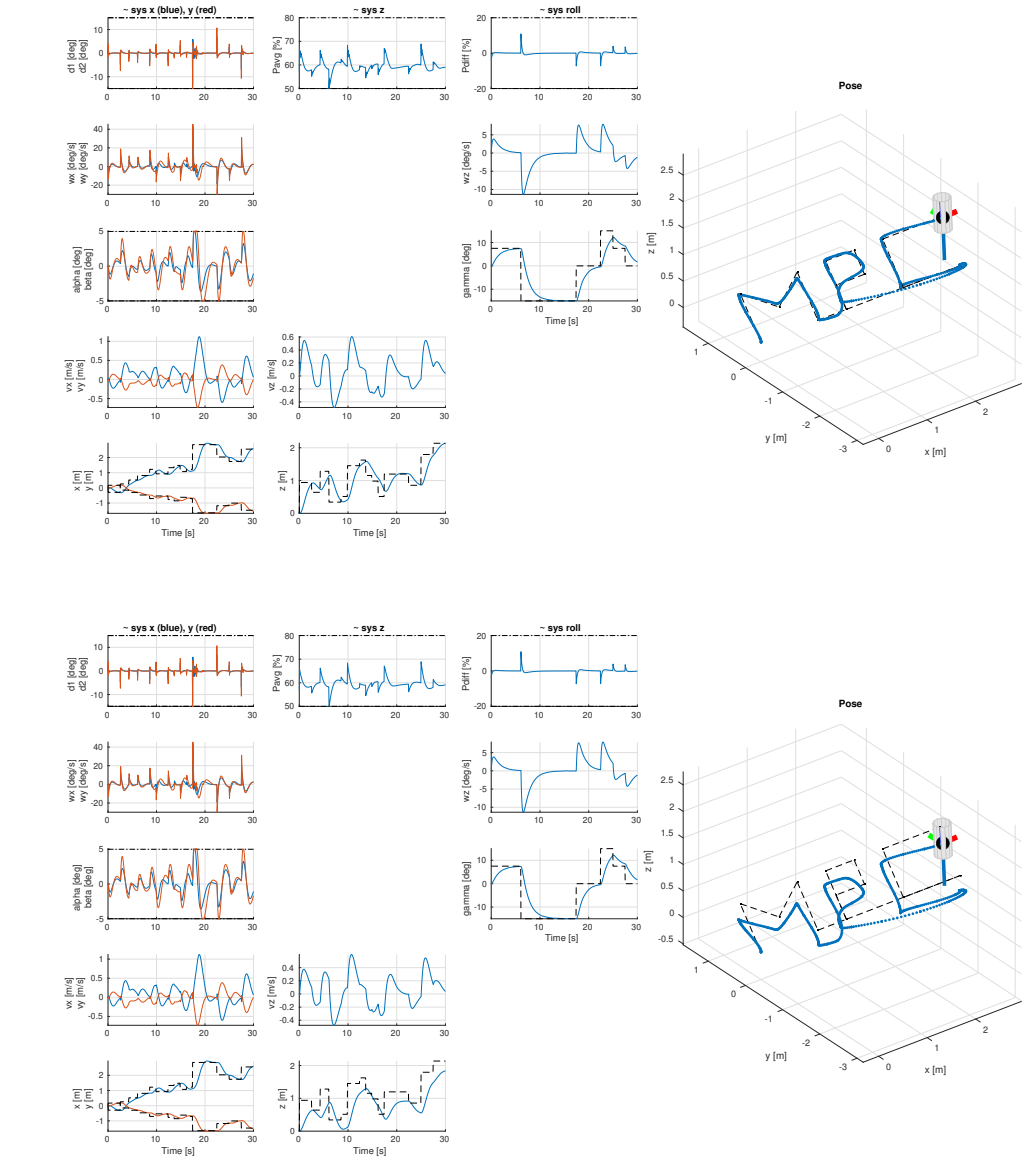 ~ sys x (blue), y (red)
~ sys z
~ sys roll
d1 [deg]
d2 [deg]
10
0
-10
0 10 20 30
Pavg [%]
80
70
60
50
0 10 20 30
Pdiff [%]
20
0
-20
0 10 20 30
wx [deg/s]
wy [deg/s]
40
20
0
-20
0 10 20 30
wz [deg/s]
5
0
-5
-10
0 10 20 30
alpha [deg]
beta [deg]
5
0
-5
0 10 20 30
gamma [deg]
10
0
-10
0 10 20 30
Time [s]
vx [m/s]
vy [m/s]
1
0.5
0
-0.5
0 10 20 30
vz [m/s]
0.6
0.4
0.2
0
-0.2
-0.4
0 10 20 30
x [m]
y [m]
2
1
0
-1
0 10 20 30
Time [s]
z [m]
2
1
0
0 10 20 30
Time [s]
Pose
z [m]
2.5
2
1.5
1
0.5
0
1
0
-1
-2
-3
y [m]
0
1
2
x [m]
~ sys x (blue), y (red)
~ sys z
~ sys roll
d1 [deg]
d2 [deg]
10
0
-10
0 10 20 30
Pavg [%]
80
70
60
50
0 10 20 30
Pdiff [%]
20
0
-20
0 10 20 30
wx [deg/s]
wy [deg/s]
40
20
0
-20
0 10 20 30
wz [deg/s]
5
0
-5
-10
0 10 20 30
alpha [deg]
beta [deg]
5
0
-5
0 10 20 30
gamma [deg]
10
0
-10
0 10 20 30
Time [s]
vx [m/s]
vy [m/s]
1
0.5
0
-0.5
0 10 20 30
vz [m/s]
0.4
0.2
0
-0.2
-0.4
0 10 20 30
x [m]
y [m]
2
1
0
-1
0 10 20 30
Time [s]
z [m]
2
1
0
0 10 20 30
Time [s]
Pose
z [m]
2.5
2
1.5
1
0.5
0
-0.5
1
0
-1
-2
-3
y [m]
0
1
2
x [m]